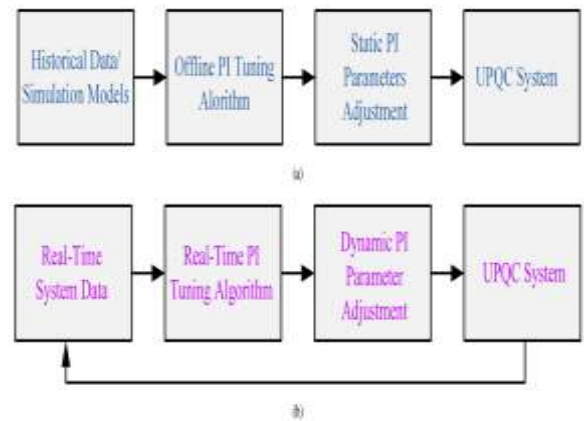 Historical Data/
Simulation Models
Offline PI Tuning
Alorithm
Static PI
Parameters
Adjustment
UPQC System
(a)
Real-Time
System Data
Real-Time PI
Tuning Algorithm
Dynamic PI
Parameter
Adjustment
UPQC System
(b)